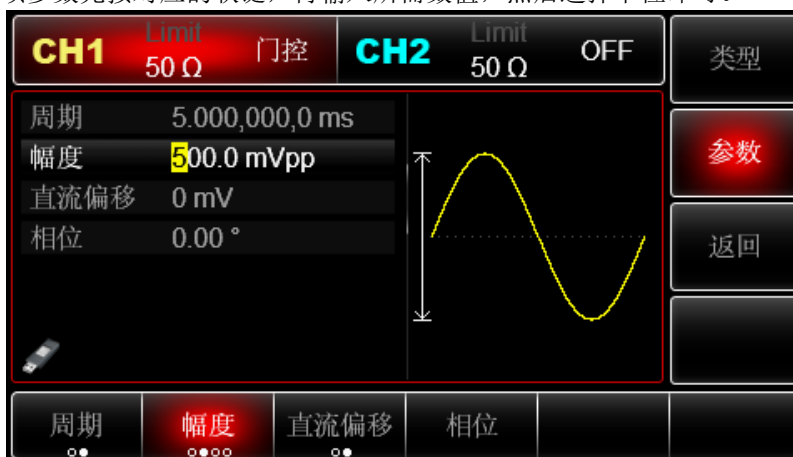 Limit Limit
CH1 50 Ω 门控 CH2 50 Ω OFF 类型
周期 5.000,000,0 ms
幅度 500.0 mVpp 参数
直流偏移 0 mV
相位 0.00 ° 返回
周期 幅度 直流偏移 相位